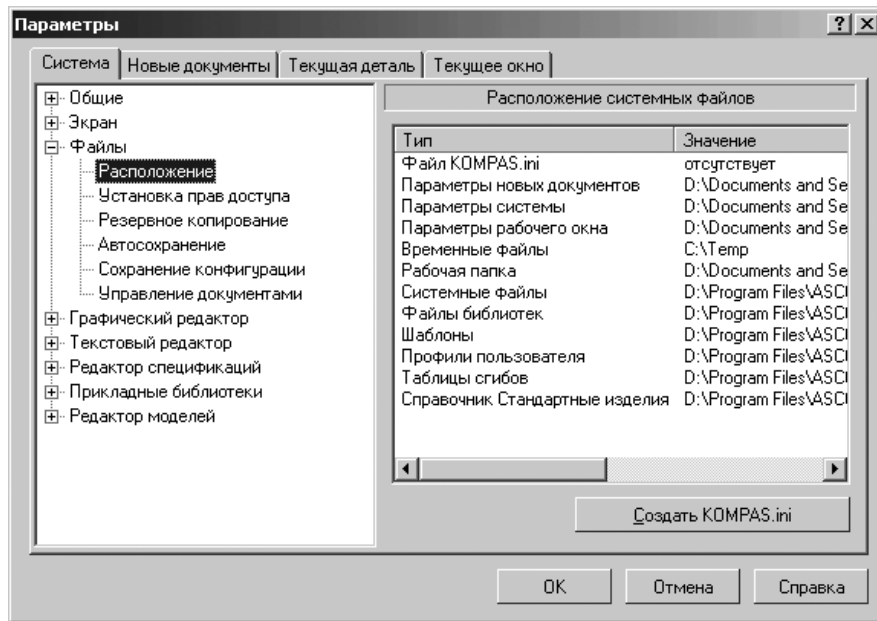 Параметры
Система Новые документы Текущая деталь Текущее окно
Общие
Экран
Файлы
Расположение
Установка прав доступа
Резервное копирование
Автосохранение
Сохранение конфигурации
Управление документами
Графический редактор
Текстовый редактор
Редактор спецификаций
Прикладные библиотеки
Редактор моделей
Расположение системных файлов
Тип Значение
Файл KOMPAS.ini отсутствует
Параметры новых документов D:\Documents and Se
Параметры системы D:\Documents and Se
Параметры рабочего окна D:\Documents and Se
Временные файлы C:\Temp
Рабочая папка D:\Documents and Se
Системные файлы D:\Program Files\ASC
Файлы библиотек D:\Program Files\ASC
Шаблоны D:\Program Files\ASC
Профили пользователя D:\Program Files\ASC
Таблицы сгибов D:\Program Files\ASC
Справочник Стандартные изделия D:\Program Files\ASC
Создать KOMPAS.ini
OK Отмена Справка